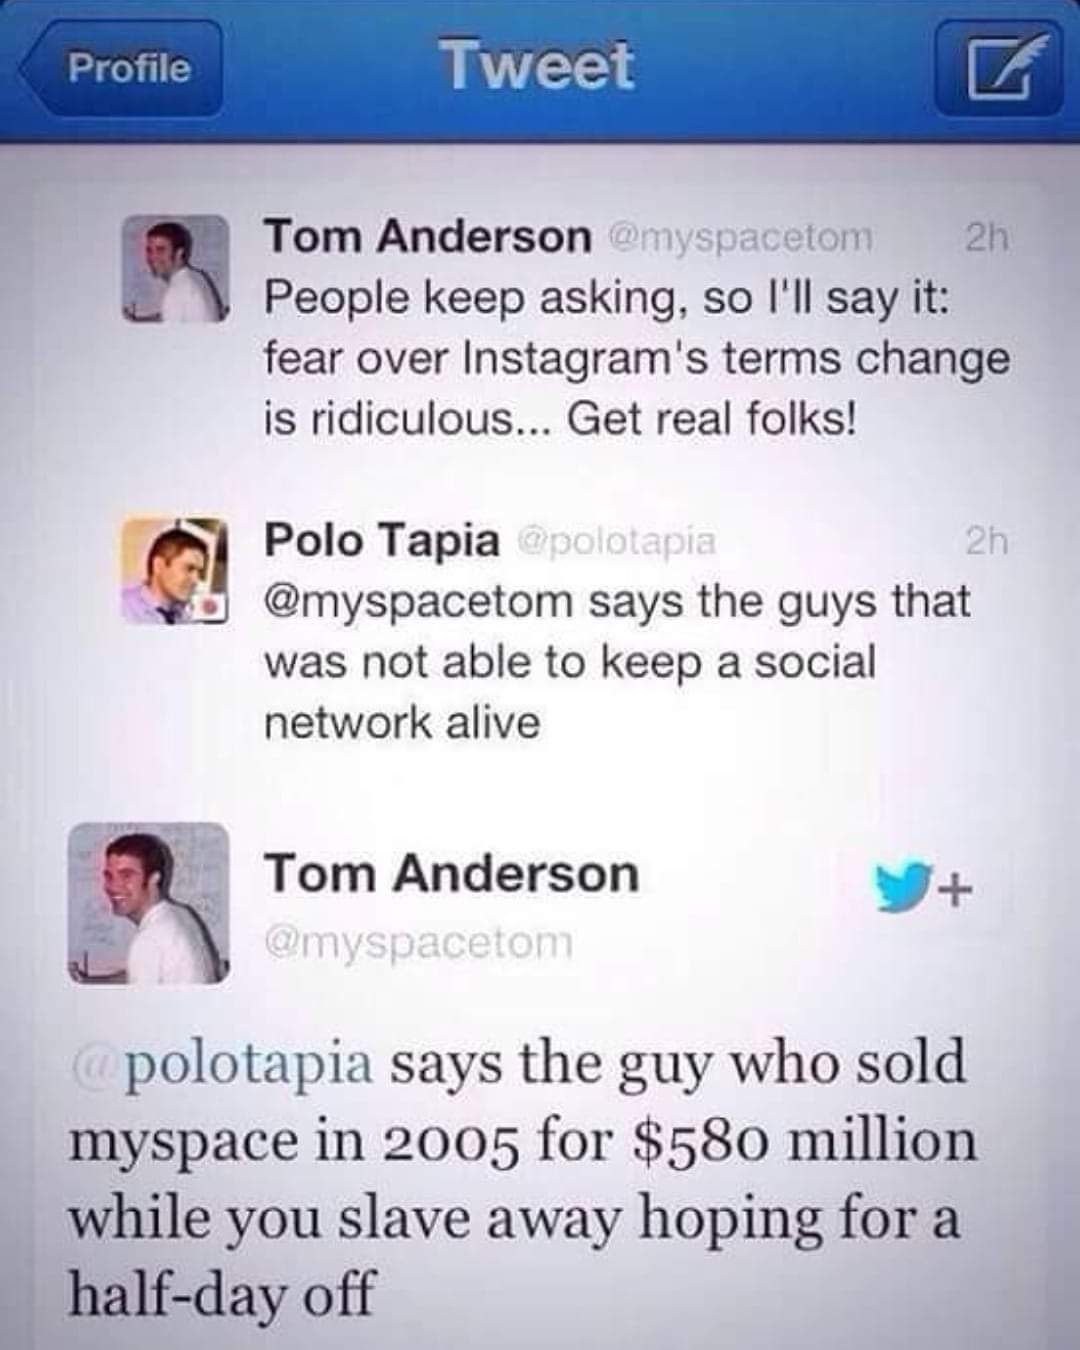 Profile
Tweet
Tom Anderson @myspacetom 2h
People keep asking, so I'll say it:
fear over Instagram's terms change
is ridiculous... Get real folks!
Polo Tapia @polotapia 2h
@myspacetom says the guys that
was not able to keep a social
network alive
Tom Anderson
+
@myspacetom
@polotapia says the guy who sold
myspace in 2005 for $580 million
while you slave away hoping for a
half-day off